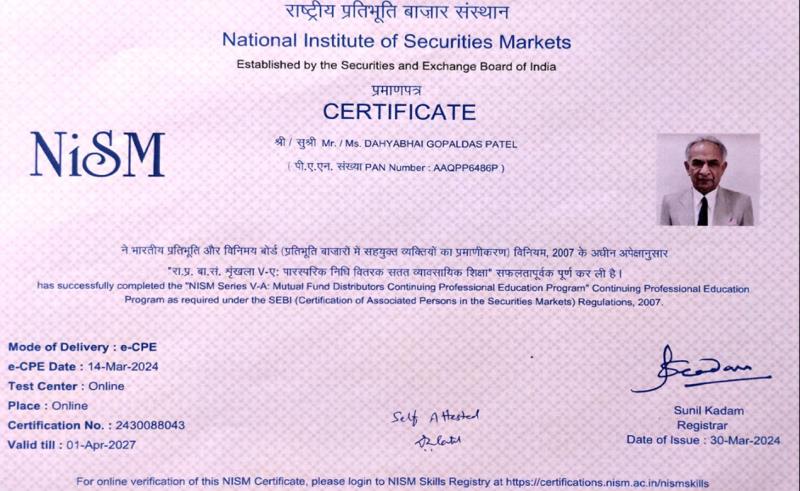 राष्ट्रीय प्रतिभूति बाजार संस्थान
National Institute of Securities Markets
Established by the Securities and Exchange Board of India
प्रमाणपत्र
CERTIFICATE
NiSM
श्री / सुश्री Mr. / Ms. DAHYABHAI GOPALDAS PATEL
( पी.ए.एन. संख्या PAN Number : AAQPP6486P )
ने भारतीय प्रतिभूति और विनिमय बोर्ड (प्रतिभूति बाजारों में सहयुक्त व्यक्तियों का प्रमाणीकरण) विनियम, 2007 के अधीन अपेक्षानुसार
"रा.प्र. बा.सं. शृंखला V-ए: पारस्परिक निधि वितरक सतत व्यावसायिक शिक्षा" सफलतापूर्वक पूर्ण कर ली है।
has successfully completed the "NISM Series V-A: Mutual Fund Distributors Continuing Professional Education Program" Continuing Professional Education
Program as required under the SEBI (Certification of Associated Persons in the Securities Markets) Regulations, 2007.
Mode of Delivery : e-CPE
e-CPE Date : 14-Mar-2024
Test Center : Online
Place : Online
Certification No. : 2430088043
Valid till : 01-Apr-2027
Self Attested
Sunil Kadam
Registrar
Date of Issue : 30-Mar-2024
For online verification of this NISM Certificate, please login to NISM Skills Registry at https://certifications.nism.ac.in/nismskills